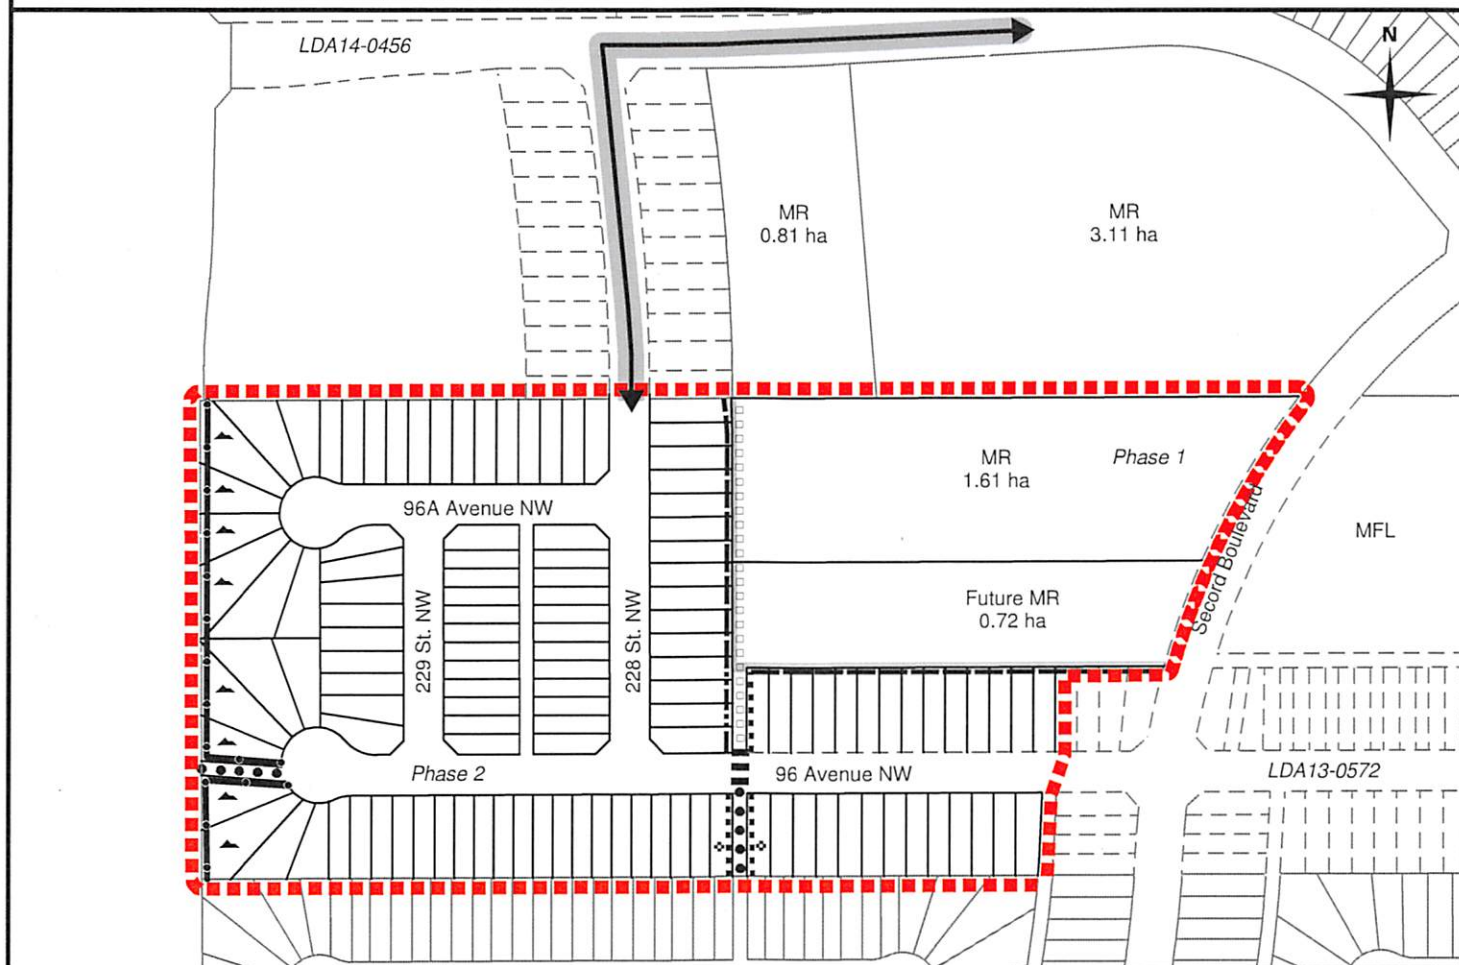 LDA14-0456
N
MR
0.81 ha
MR
3.11 ha
MR
1.61 ha
Phase 1
96A Avenue NW
Second Boulevard
MFL
Future MR
0.72 ha
229 St. NW
228 St. NW
Phase 2
96 Avenue NW
LDA13-0572